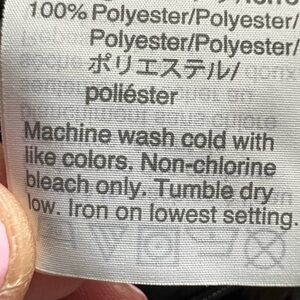 100% Polyester/Polyester/
Polyester/Polyester/
ポリエステル/
poliéster
Machine wash cold with
like colors. Non-chlorine
bleach only. Tumble dry
low. Iron on lowest setting.